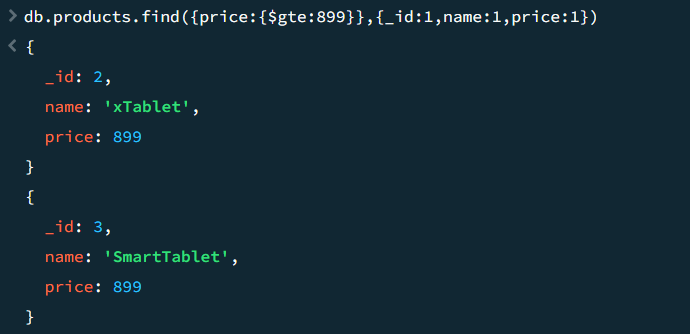 > db.products.find({price:{$gte:899}},{_id:1,name:1,price:1})
< {
_id: 2,
name: 'xTablet',
price: 899
}
{
_id: 3,
name: 'SmartTablet',
price: 899
}